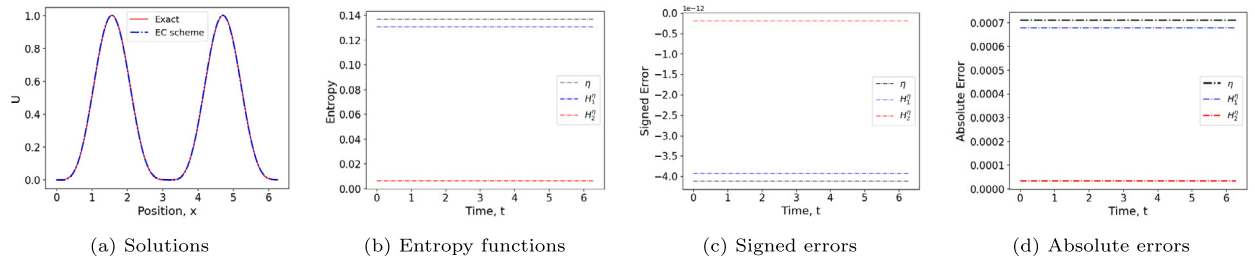 1.0
0.8
0.6
0.4
0.2
0.0
U
Exact
EC scheme
0 1 2 3 4 5 6
Position, x
(a) Solutions
0.14
0.12
0.10
0.08
0.06
0.04
0.02
0.00
Entropy
η
H₁^η
H₂^η
0 1 2 3 4 5 6
Time, t
(b) Entropy functions
1e−12
0.0
−0.5
−1.0
−1.5
−2.0
−2.5
−3.0
−3.5
−4.0
Signed Error
η
H₁^η
H₂^η
0 1 2 3 4 5 6
Time, t
(c) Signed errors
0.0007
0.0006
0.0005
0.0004
0.0003
0.0002
0.0001
0.0000
Absolute Error
η
H₁^η
H₂^η
0 1 2 3 4 5 6
Time, t
(d) Absolute errors